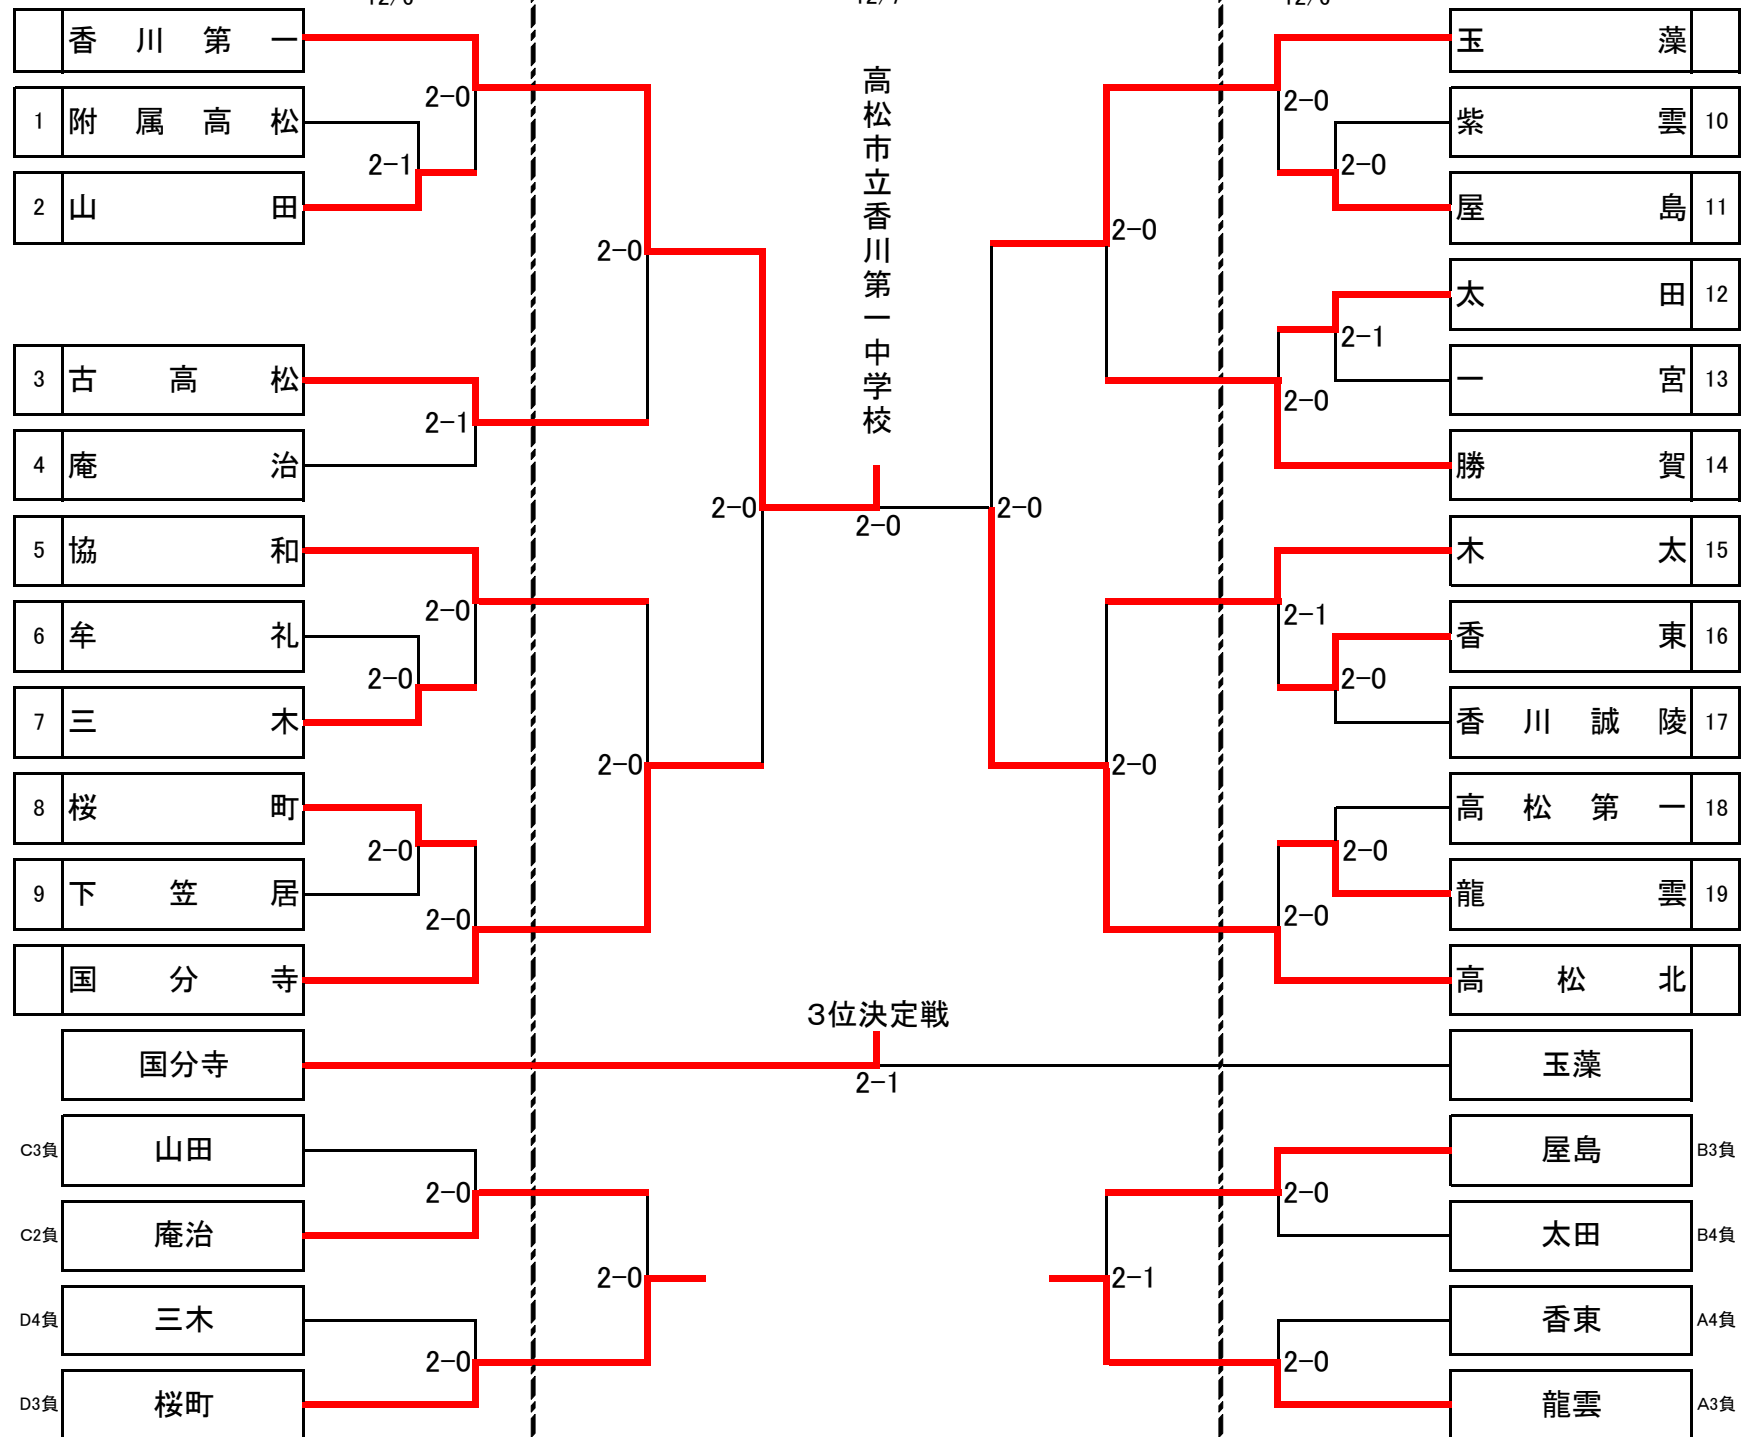 香川第一
1 附属高松
2 山田
3 古高松
4 庵治
5 協和
6 牟礼
7 三木
8 桜町
9 下笠居
国分寺
2-0
2-1
2-1
2-0
2-0
2-0
2-0
2-0
2-0
2-0
高松市立香川第一中学校
2-0
2-0
2-0
2-0
2-0
2-0
2-1
2-0
2-1
2-0
2-0
2-0
玉藻
紫雲 10
屋島 11
太田 12
一宮 13
勝賀 14
木太 15
香東 16
香川誠陵 17
高松第一 18
龍雲 19
高松北
3位決定戦
国分寺
2-1
玉藻
C3負 山田
C2負 庵治
D4負 三木
D3負 桜町
2-0
2-0
2-0
2-1
2-0
2-0
屋島 B3負
太田 B4負
香東 A4負
龍雲 A3負